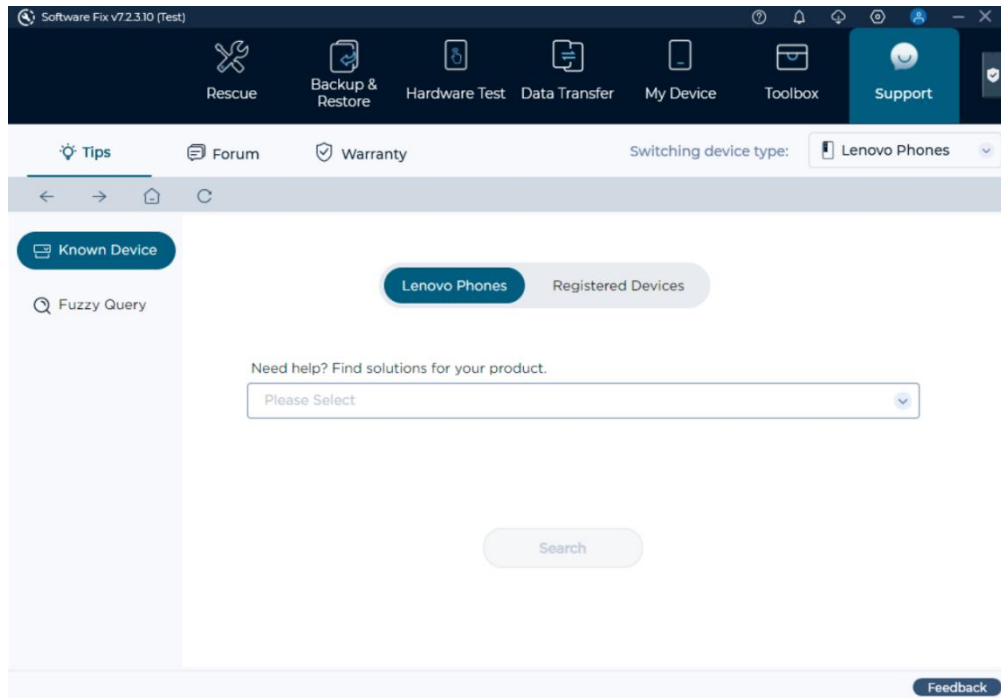 Software Fix v7.2.3.10 (Test)
Rescue
Backup &
Restore
Hardware Test
Data Transfer
My Device
Toolbox
Support
Tips
Forum
Warranty
Switching device type:
Lenovo Phones
Known Device
Fuzzy Query
Lenovo Phones
Registered Devices
Need help? Find solutions for your product.
Please Select
Search
Feedback